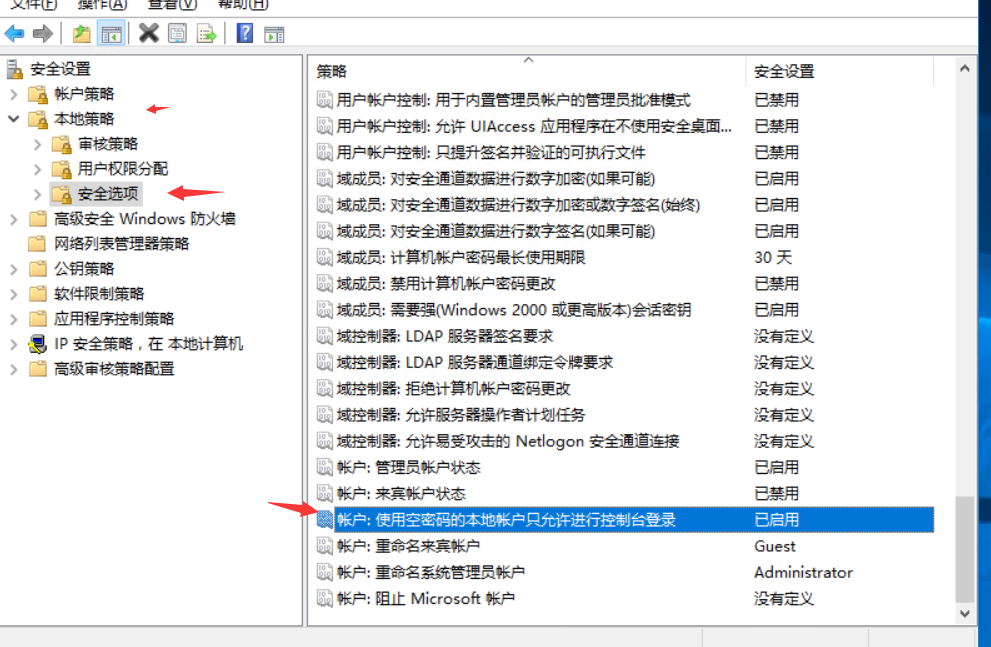 文件(F) 操作(A) 查看(V) 帮助(H)
安全设置
帐户策略
本地策略
审核策略
用户权限分配
安全选项
高级安全 Windows 防火墙
网络列表管理器策略
公钥策略
软件限制策略
应用程序控制策略
IP 安全策略，在 本地计算机
高级审核策略配置
策略 安全设置
用户帐户控制: 用于内置管理员帐户的管理员批准模式 已禁用
用户帐户控制: 允许 UIAccess 应用程序在不使用安全桌面... 已禁用
用户帐户控制: 只提升签名并验证的可执行文件 已禁用
域成员: 对安全通道数据进行数字加密(如果可能) 已启用
域成员: 对安全通道数据进行数字加密或数字签名(始终) 已启用
域成员: 对安全通道数据进行数字签名(如果可能) 已启用
域成员: 计算机帐户密码最长使用期限 30 天
域成员: 禁用计算机帐户密码更改 已禁用
域成员: 需要强(Windows 2000 或更高版本)会话密钥 已启用
域控制器: LDAP 服务器签名要求 没有定义
域控制器: LDAP 服务器通道绑定令牌要求 没有定义
域控制器: 拒绝计算机帐户密码更改 没有定义
域控制器: 允许服务器操作者计划任务 没有定义
域控制器: 允许易受攻击的 Netlogon 安全通道连接 没有定义
帐户: 管理员帐户状态 已启用
帐户: 来宾帐户状态 已禁用
帐户: 使用空密码的本地帐户只允许进行控制台登录 已启用
帐户: 重命名来宾帐户 Guest
帐户: 重命名系统管理员帐户 Administrator
帐户: 阻止 Microsoft 帐户 没有定义